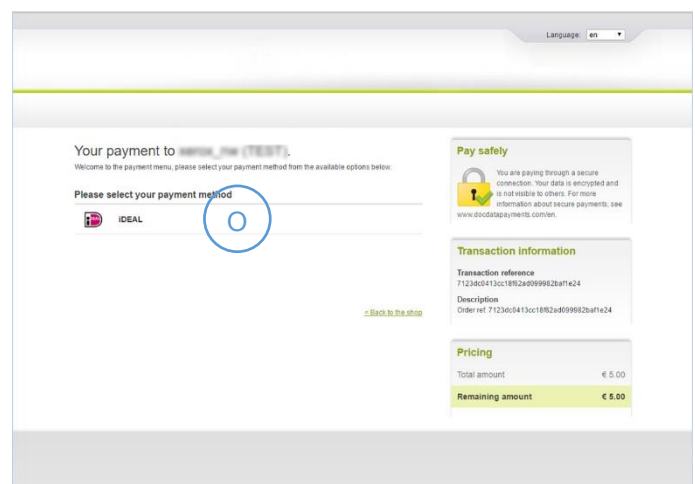 Language: en
Your payment to
Welcome to the payment menu, please select your payment method from the available options below.
Please select your payment method
iDEAL
O
< Back to the shop
Pay safely
You are paying through a secure
connection. Your data is encrypted and
is not visible to others. For more
information about secure payments, see
www.docdatapayments.com/en.
Transaction information
Transaction reference
Description
Order ref:
Pricing
Total amount € 5.00
Remaining amount € 5.00